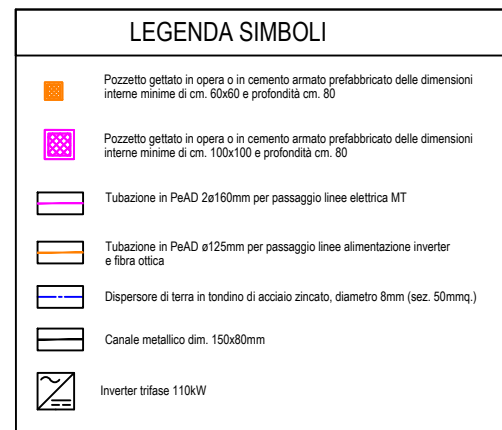 LEGENDA SIMBOLI
Pozzetto gettato in opera o in cemento armato prefabbricato delle dimensioni
interne minime di cm. 60x60 e profondità cm. 80
Pozzetto gettato in opera o in cemento armato prefabbricato delle dimensioni
interne minime di cm. 100x100 e profondità cm. 80
Tubazione in PeAD 2ø160mm per passaggio linee elettrica MT
Tubazione in PeAD ø125mm per passaggio linee alimentazione inverter
e fibra ottica
Dispersore di terra in tondino di acciaio zincato, diametro 8mm (sez. 50mmq.)
Canale metallico dim. 150x80mm
Inverter trifase 110kW